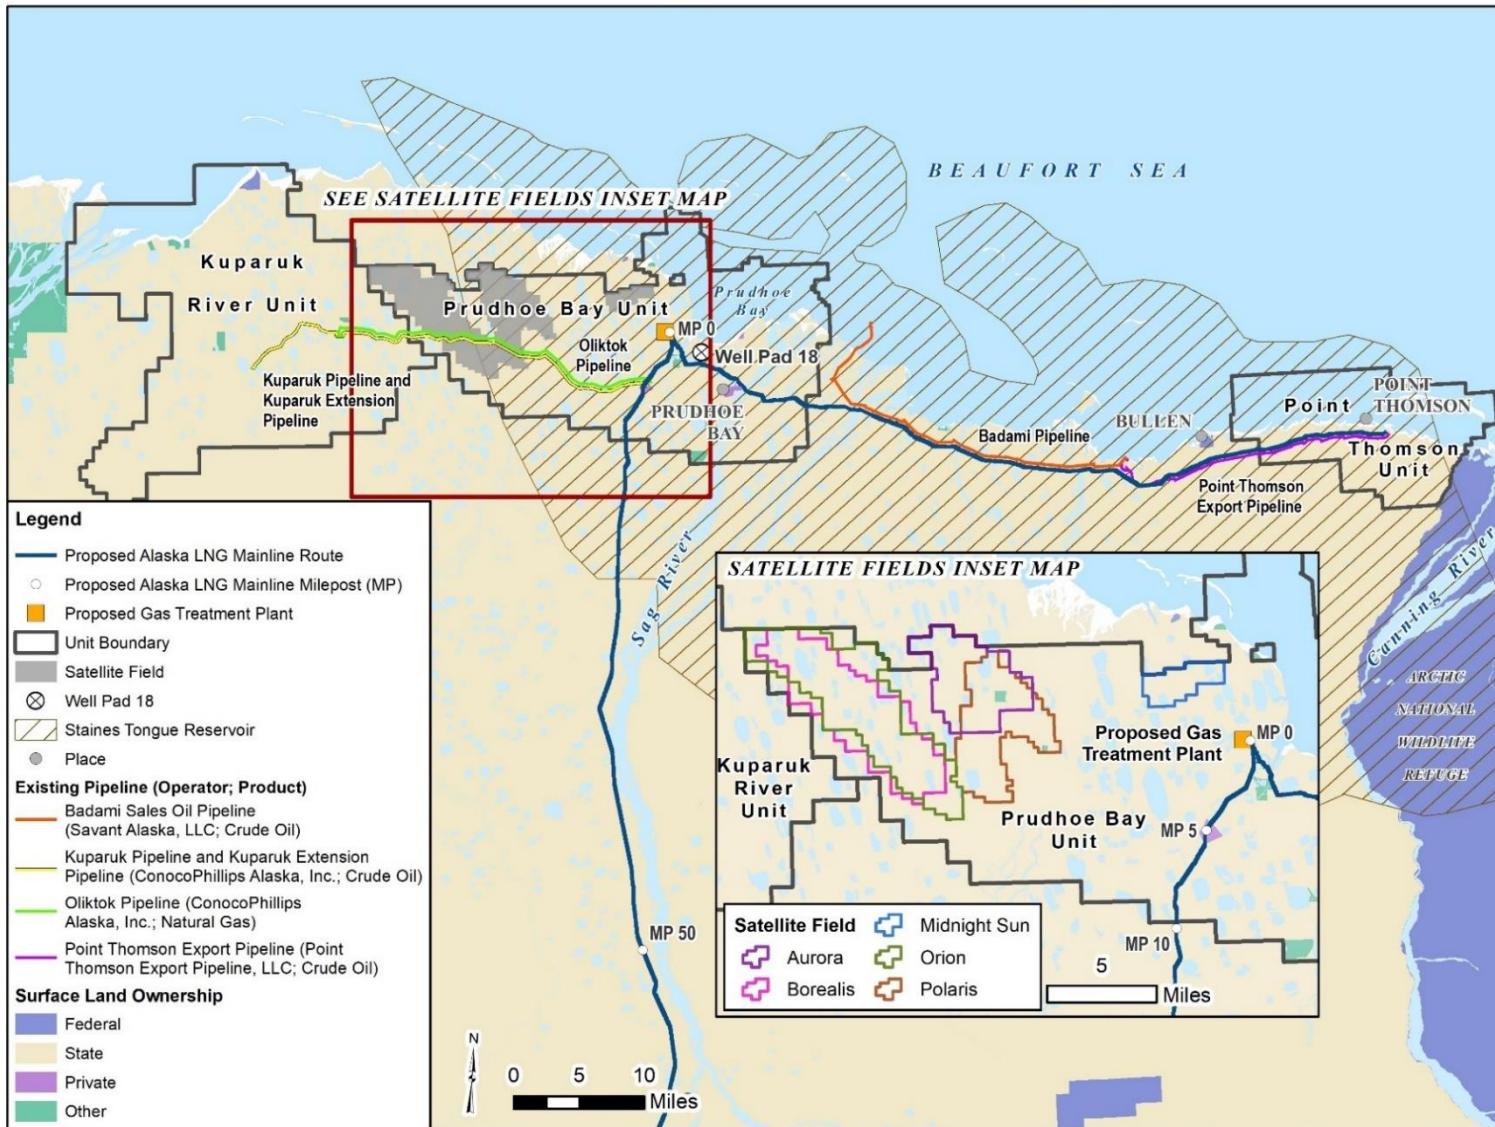 BEAUFORT SEA
SEE SATELLITE FIELDS INSET MAP
Kuparuk
River Unit
Prudhoe Bay Unit
Prudhoe
Bay
MP 0
Well Pad 18
Oliktok
Pipeline
Kuparuk Pipeline and
Kuparuk Extension
Pipeline
PRUDHOE
BAY
Badami Pipeline
BULLEN
Point
Thomson
Unit
POINT
THOMSON
Point Thomson
Export Pipeline
Sag River
Canning River
ARCTIC
NATIONAL
WILDLIFE
REFUGE
MP 50
N
0 5 10
Miles
Legend
Proposed Alaska LNG Mainline Route
Proposed Alaska LNG Mainline Milepost (MP)
Proposed Gas Treatment Plant
Unit Boundary
Satellite Field
Well Pad 18
Staines Tongue Reservoir
Place
Existing Pipeline (Operator; Product)
Badami Sales Oil Pipeline
(Savant Alaska, LLC; Crude Oil)
Kuparuk Pipeline and Kuparuk Extension
Pipeline (ConocoPhillips Alaska, Inc.; Crude Oil)
Oliktok Pipeline (ConocoPhillips
Alaska, Inc.; Natural Gas)
Point Thomson Export Pipeline (Point
Thomson Export Pipeline, LLC; Crude Oil)
Surface Land Ownership
Federal
State
Private
Other
SATELLITE FIELDS INSET MAP
Kuparuk
River
Unit
Proposed Gas
Treatment Plant
MP 0
Prudhoe Bay
Unit
MP 5
MP 10
Satellite Field
Aurora
Borealis
Midnight Sun
Orion
Polaris
5
Miles